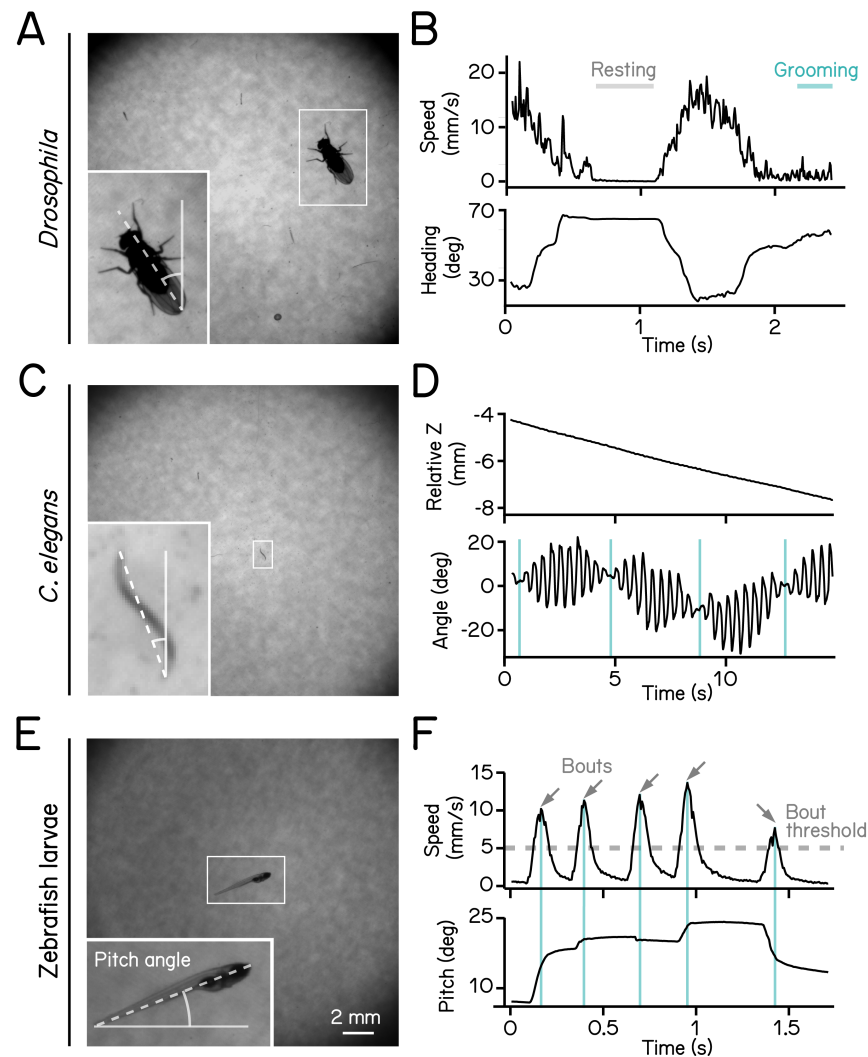 A
Drosophila
B
Resting
Grooming
Speed
(mm/s)
20
10
0
Heading
(deg)
70
30
0
1
2
Time (s)
C
C. elegans
D
Relative Z
(mm)
-4
-6
-8
Angle (deg)
20
0
-20
0
5
10
Time (s)
E
Zebrafish larvae
Pitch angle
2 mm
F
Bouts
Bout
threshold
Speed
(mm/s)
15
10
5
0
Pitch (deg)
25
10
0
0.5
1
1.5
Time (s)